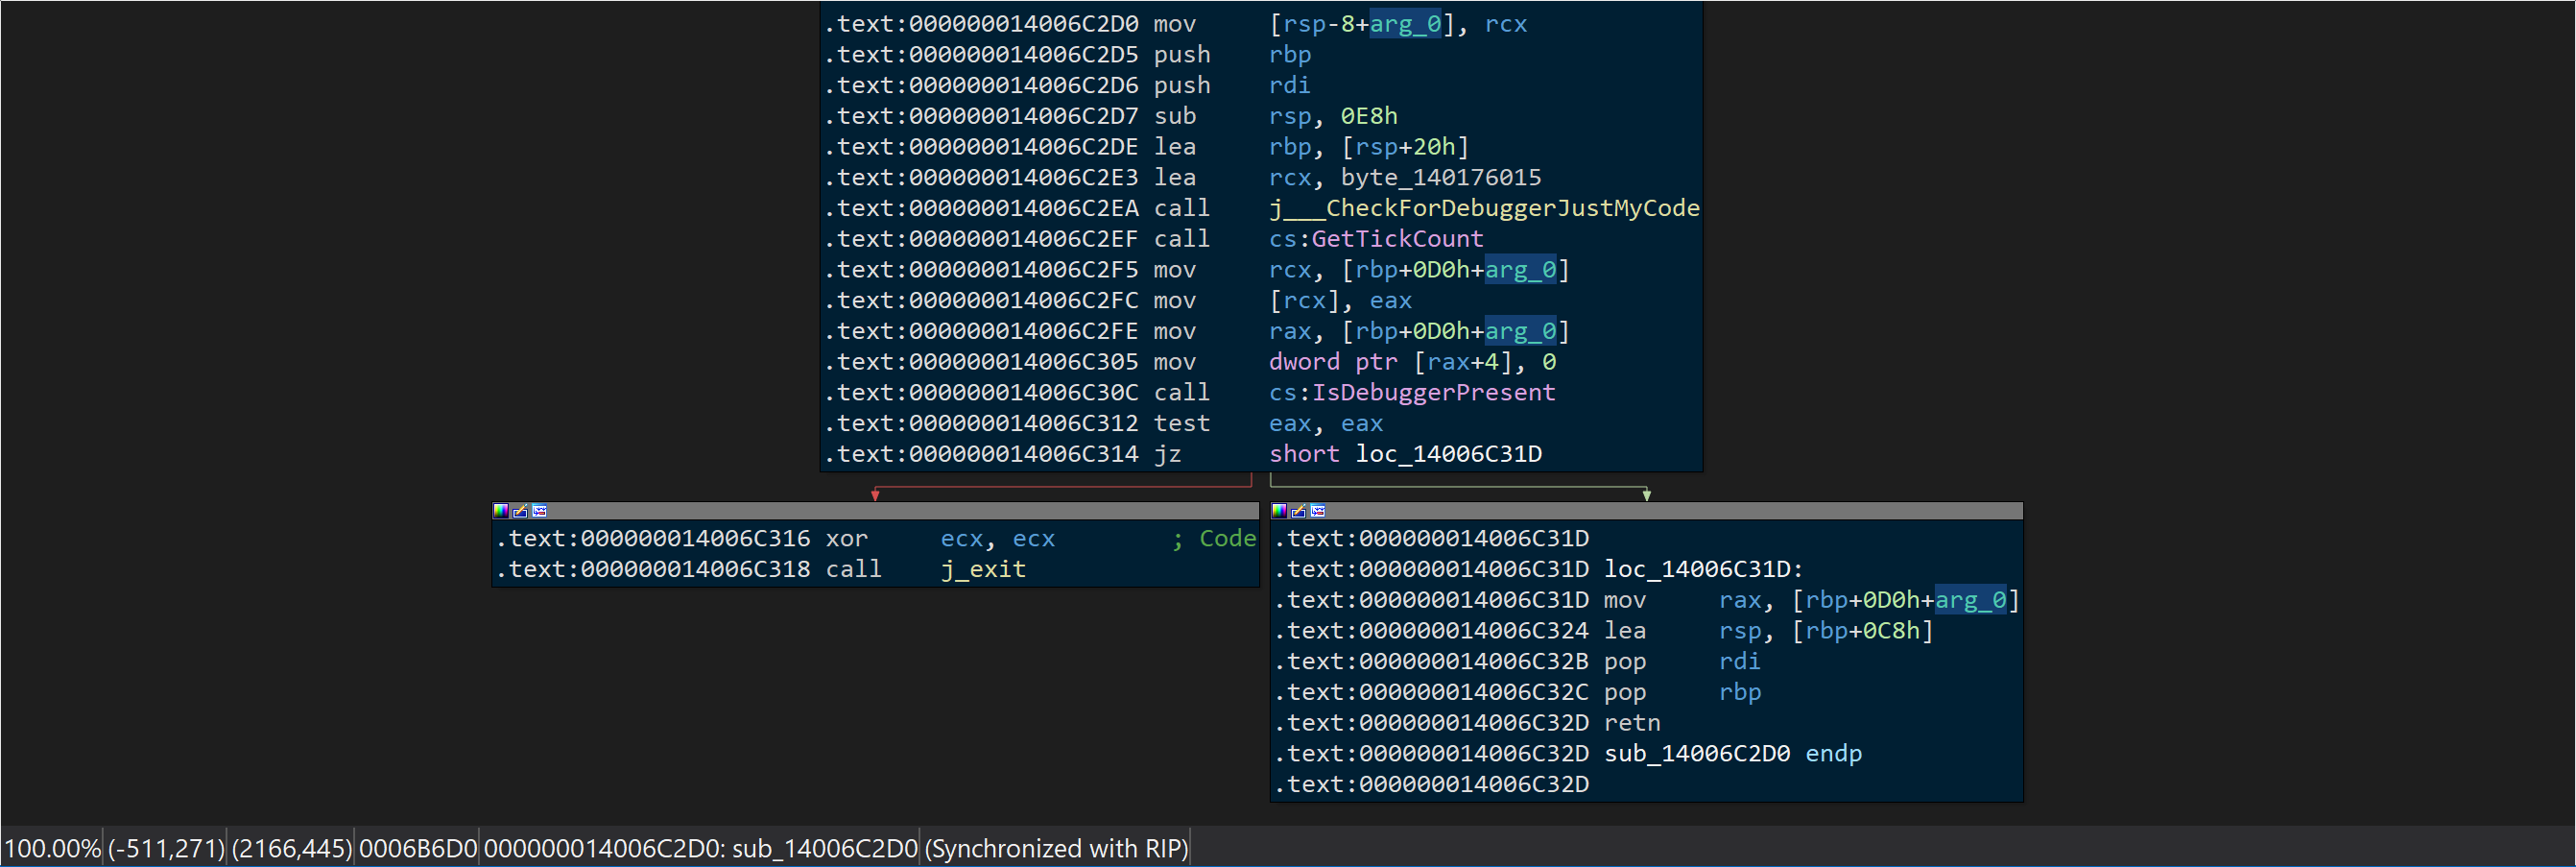 .text:000000014006C2D0 mov [rsp-8+arg_0], rcx
.text:000000014006C2D5 push rbp
.text:000000014006C2D6 push rdi
.text:000000014006C2D7 sub rsp, 0E8h
.text:000000014006C2DE lea rbp, [rsp+20h]
.text:000000014006C2E3 lea rcx, byte_140176015
.text:000000014006C2EA call j___CheckForDebuggerJustMyCode
.text:000000014006C2EF call cs:GetTickCount
.text:000000014006C2F5 mov rcx, [rbp+0D0h+arg_0]
.text:000000014006C2FC mov [rcx], eax
.text:000000014006C2FE mov rax, [rbp+0D0h+arg_0]
.text:000000014006C305 mov dword ptr [rax+4], 0
.text:000000014006C30C call cs:IsDebuggerPresent
.text:000000014006C312 test eax, eax
.text:000000014006C314 jz short loc_14006C31D
.text:000000014006C316 xor ecx, ecx ; Code
.text:000000014006C318 call j_exit
.text:000000014006C31D
.text:000000014006C31D loc_14006C31D:
.text:000000014006C31D mov rax, [rbp+0D0h+arg_0]
.text:000000014006C324 lea rsp, [rbp+0C8h]
.text:000000014006C32B pop rdi
.text:000000014006C32C pop rbp
.text:000000014006C32D retn
.text:000000014006C32D sub_14006C2D0 endp
.text:000000014006C32D
100.00% (-511,271) (2166,445) 0006B6D0 000000014006C2D0: sub_14006C2D0 (Synchronized with RIP)